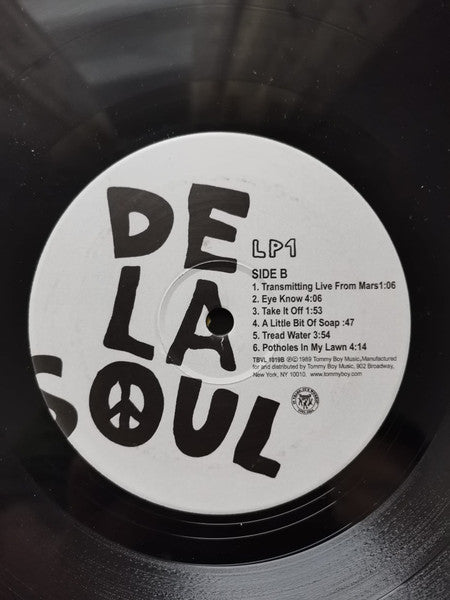 DE
LA
SOUL
LP1
SIDE B
1. Transmitting Live From Mars1:06
2. Eye Know 4:06
3. Take It Off 1:53
4. A Little Bit Of Soap :47
5. Tread Water 3:54
6. Potholes In My Lawn 4:14
TBVL 1019B ℗© 1989 Tommy Boy Music,Manufactured
for and distributed by Tommy Boy Music, 902 Broadway,
New York, NY 10010. www.tommyboy.com